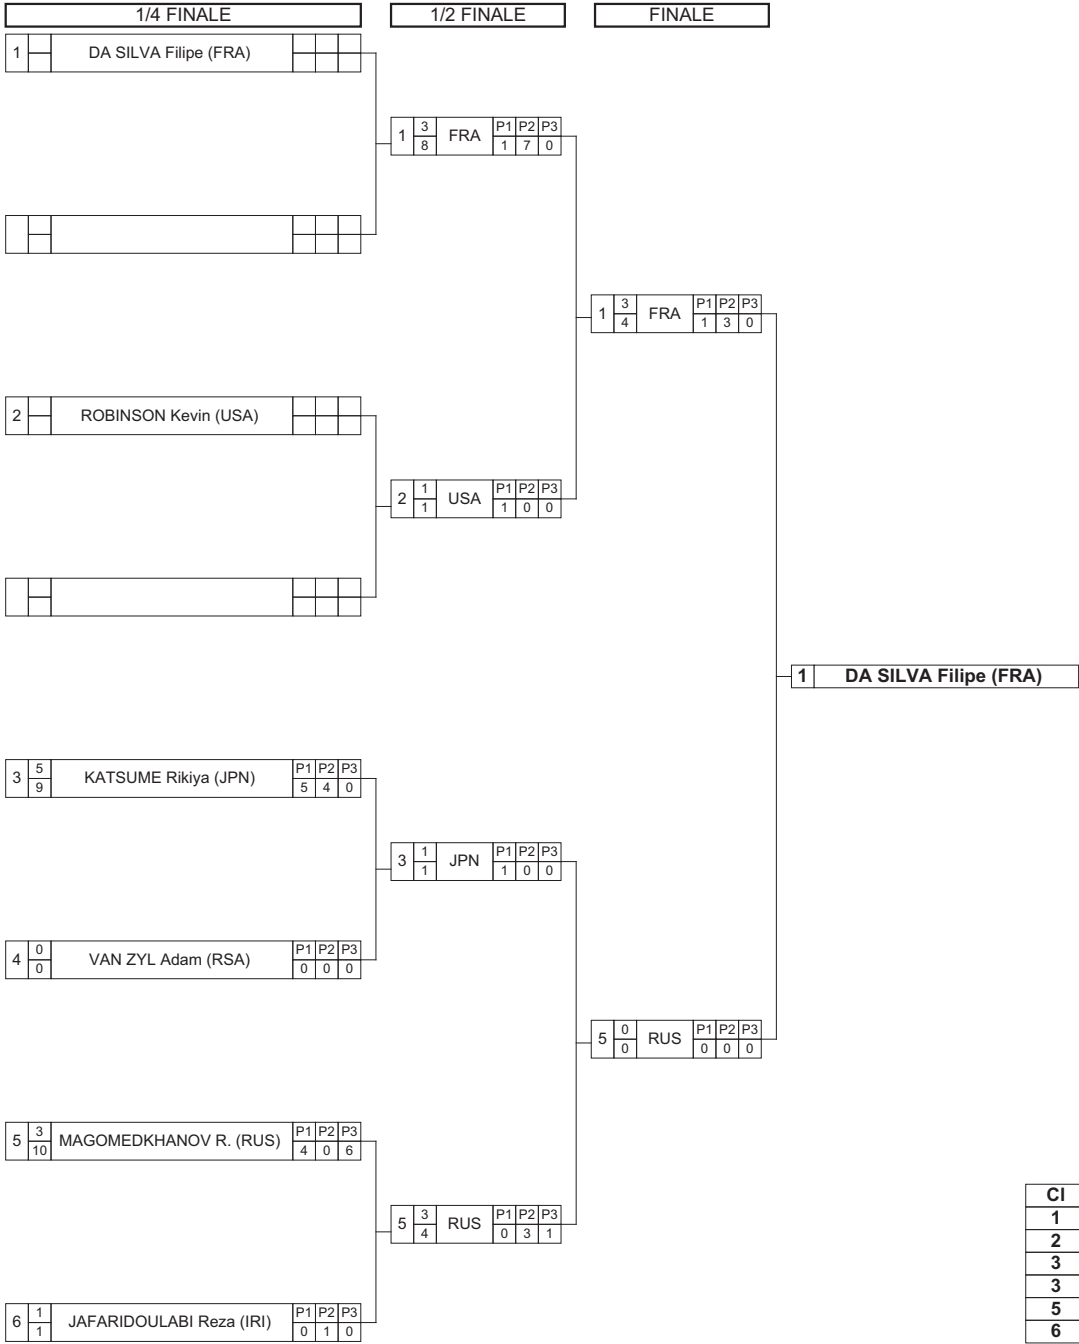 1/4 FINALE 1/2 FINALE FINALE
1 DA SILVA Filipe (FRA)
3 P1 P2 P3
1 FRA
8 1 7 0
3 P1 P2 P3
1 FRA
4 1 3 0
2 ROBINSON Kevin (USA)
1 P1 P2 P3
2 USA
1 1 0 0
1 DA SILVA Filipe (FRA)
5 P1 P2 P3
3 KATSUME Rikiya (JPN)
9 5 4 0
1 P1 P2 P3
3 JPN
1 1 0 0
0 P1 P2 P3
4 VAN ZYL Adam (RSA)
0 0 0 0
0 P1 P2 P3
5 RUS
0 0 0 0
3 P1 P2 P3
5 MAGOMEDKHANOV R. (RUS)
10 4 0 6
3 P1 P2 P3
5 RUS
4 0 3 1
1 P1 P2 P3
6 JAFARIDOULABI Reza (IRI)
1 0 1 0
Cl
1
2
3
3
5
6